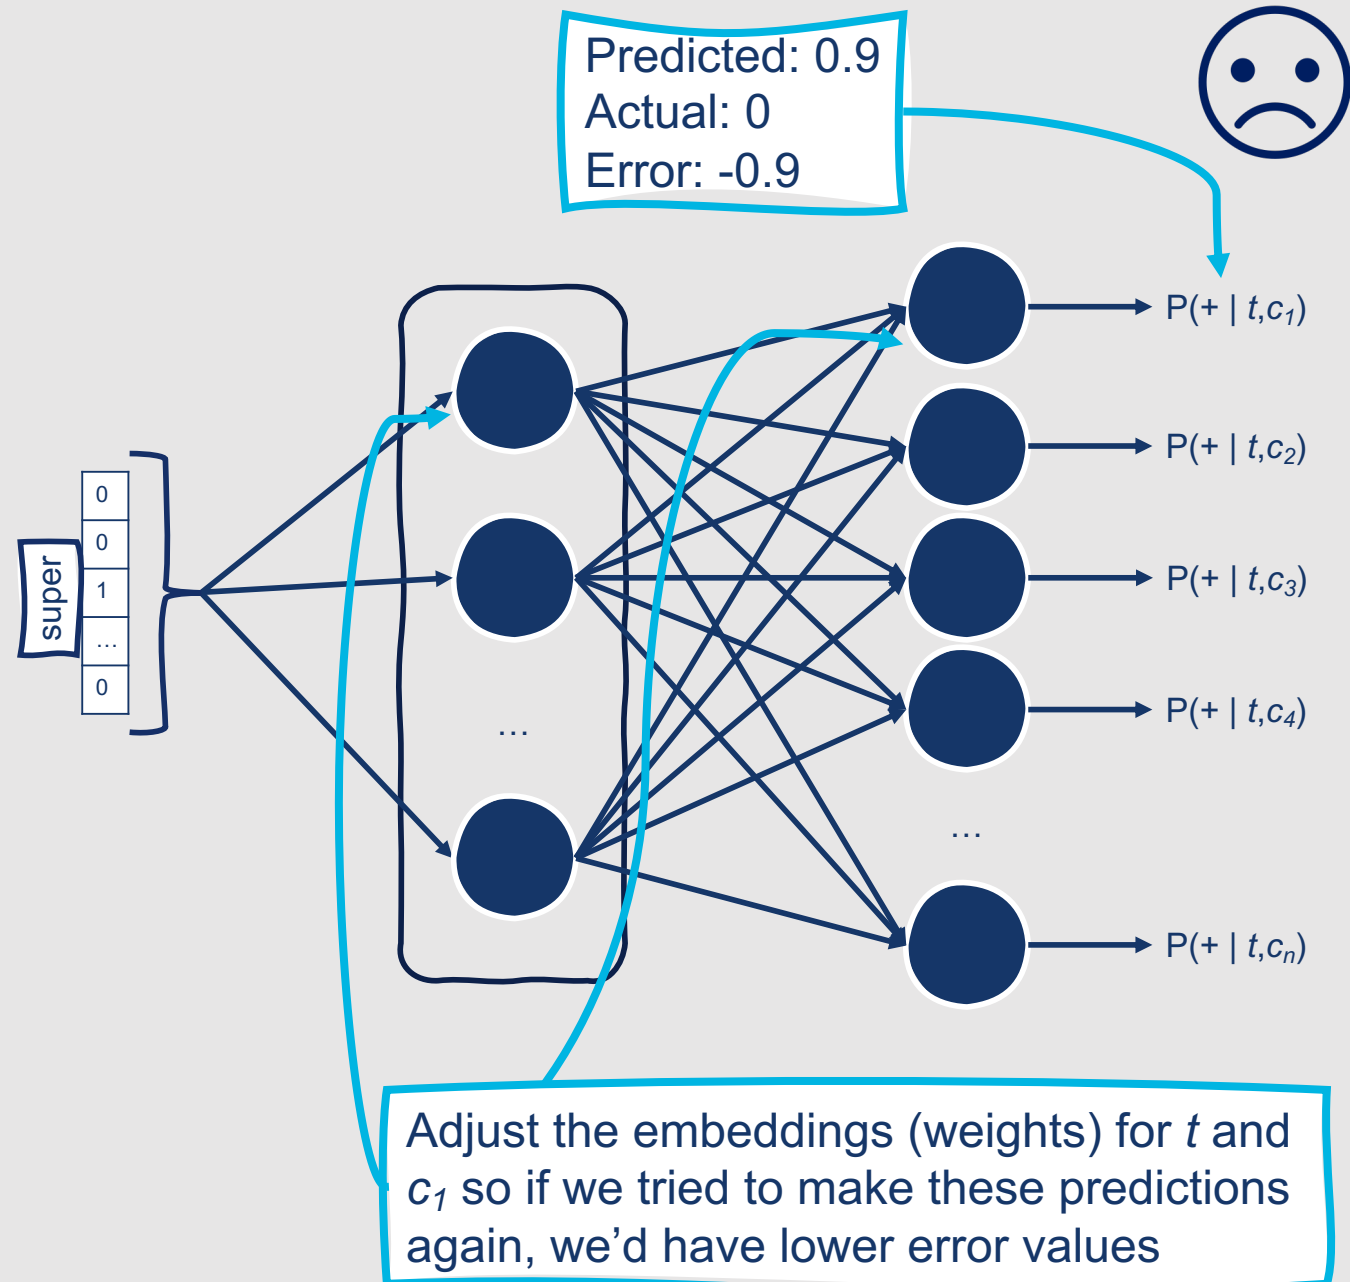 Predicted: 0.9
Actual: 0
Error: -0.9
super
0
0
1
...
0
...
P(+ | t,c1)
P(+ | t,c2)
P(+ | t,c3)
P(+ | t,c4)
...
P(+ | t,cn)
Adjust the embeddings (weights) for t and
c1 so if we tried to make these predictions
again, we'd have lower error values